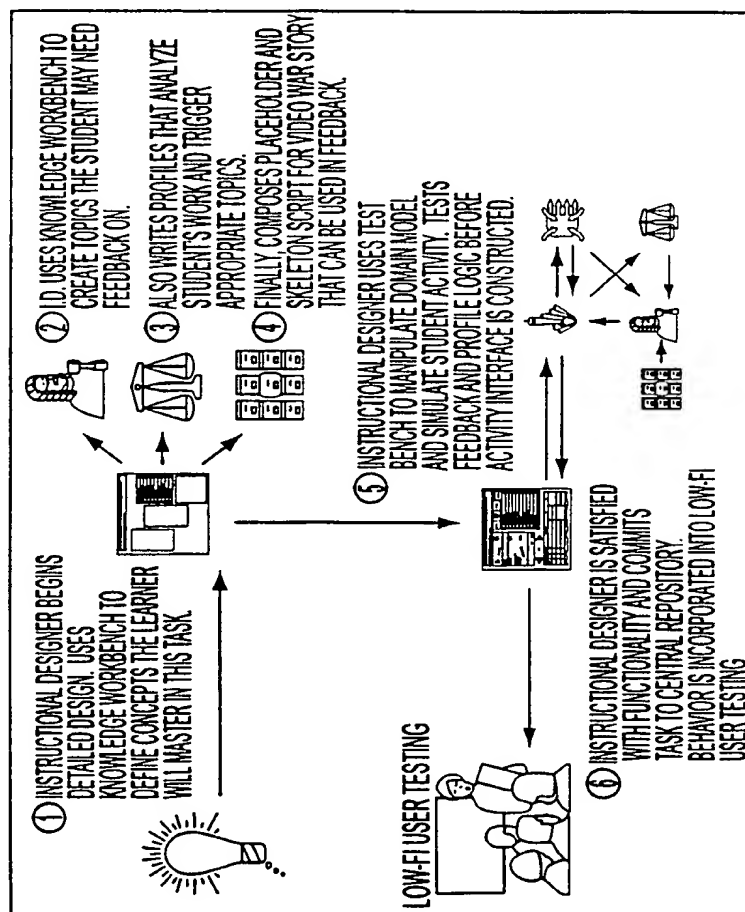 ① INSTRUCTIONAL DESIGNER BEGINS
DETAILED DESIGN. USES
KNOWLEDGE WORKBENCH TO
DEFINE CONCEPTS THE LEARNER
WILL MASTER IN THIS TASK.
② I.D. USES KNOWLEDGE WORKBENCH TO
CREATE TOPICS THE STUDENT MAY NEED
FEEDBACK ON.
③ ALSO WRITES PROFILES THAT ANALYZE
STUDENT'S WORK AND TRIGGER
APPROPRIATE TOPICS.
④ FINALLY, COMPOSES PLACEHOLDER AND
SKELETON SCRIPT FOR VIDEO WAR STORY
THAT CAN BE USED IN FEEDBACK.
⑤ INSTRUCTIONAL DESIGNER USES TEST
BENCH TO MANIPULATE DOMAIN MODEL
AND SIMULATE STUDENT ACTIVITY. TESTS
FEEDBACK AND PROFILE LOGIC BEFORE
ACTIVITY INTERFACE IS CONSTRUCTED.
LOW-FI USER TESTING
⑥ INSTRUCTIONAL DESIGNER IS SATISFIED
WITH FUNCTIONALITY AND COMMITS
TASK TO CENTRAL REPOSITORY.
BEHAVIOR IS INCORPORATED INTO LOW-FI
USER TESTING